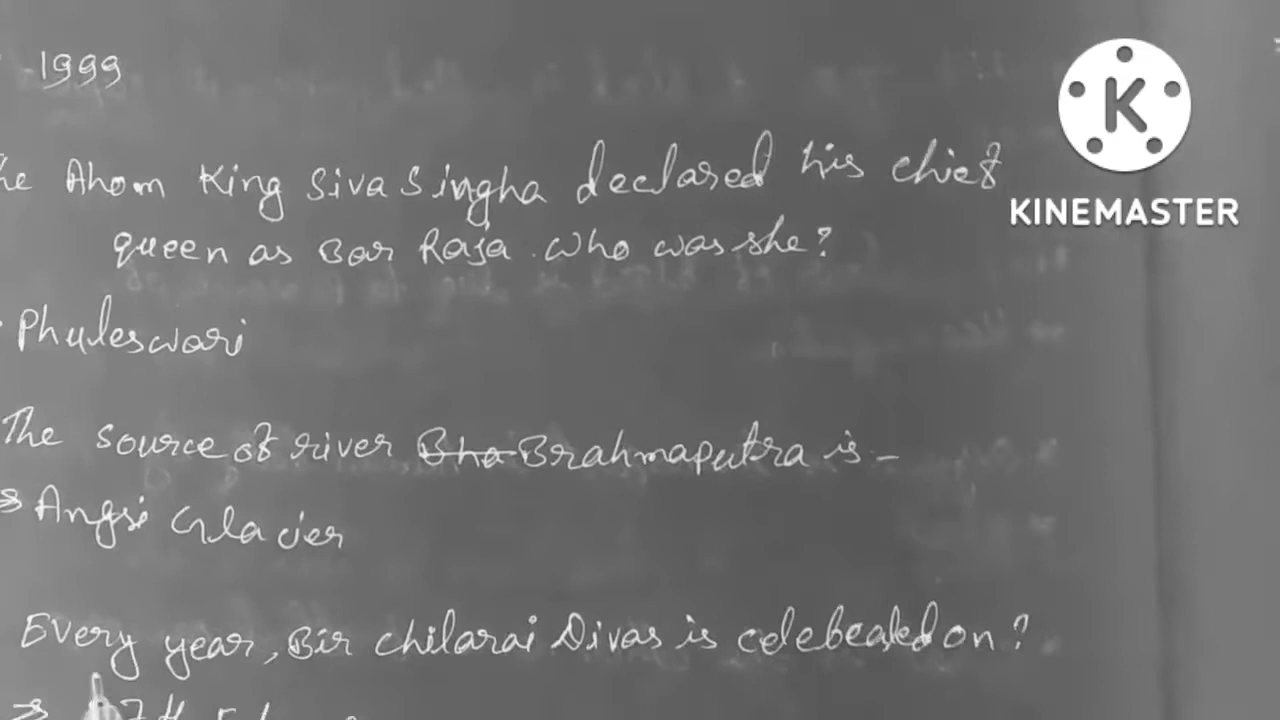 1999
he Ahom King Siva Singha declared his chief
queen as Bar Raja. Who was she?
Phuleswari
The source of river Bha Brahmaputra is -
Angsi Glacier
Every year, Bir chilarai Divas is celebeated on?
K
KINEMASTER